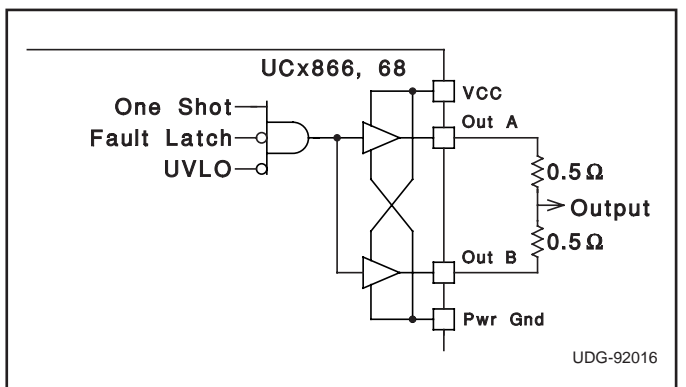 UCx866, 68
VCC
One Shot
Out A
Fault Latch
0.5Ω
UVLO
Output
0.5Ω
Out B
Pwr Gnd
UDG-92016